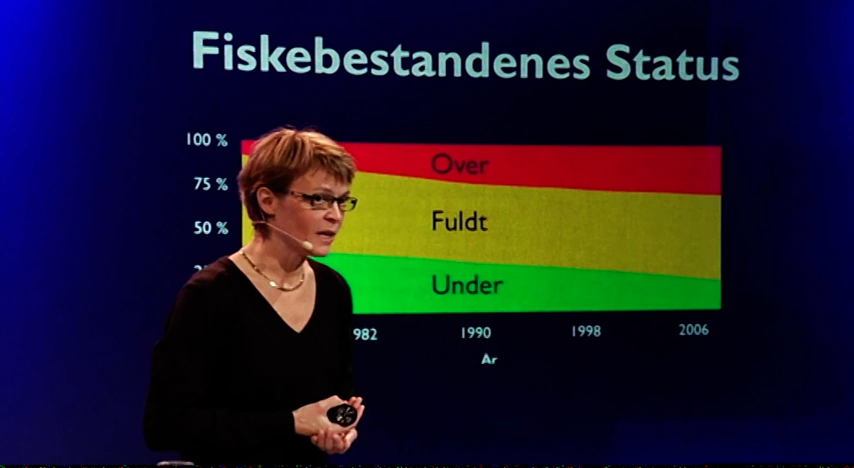 Fiskebestandenes Status
100 %
Over
75 %
Fuldt
50 %
Under
982
1990
1998
2006
År